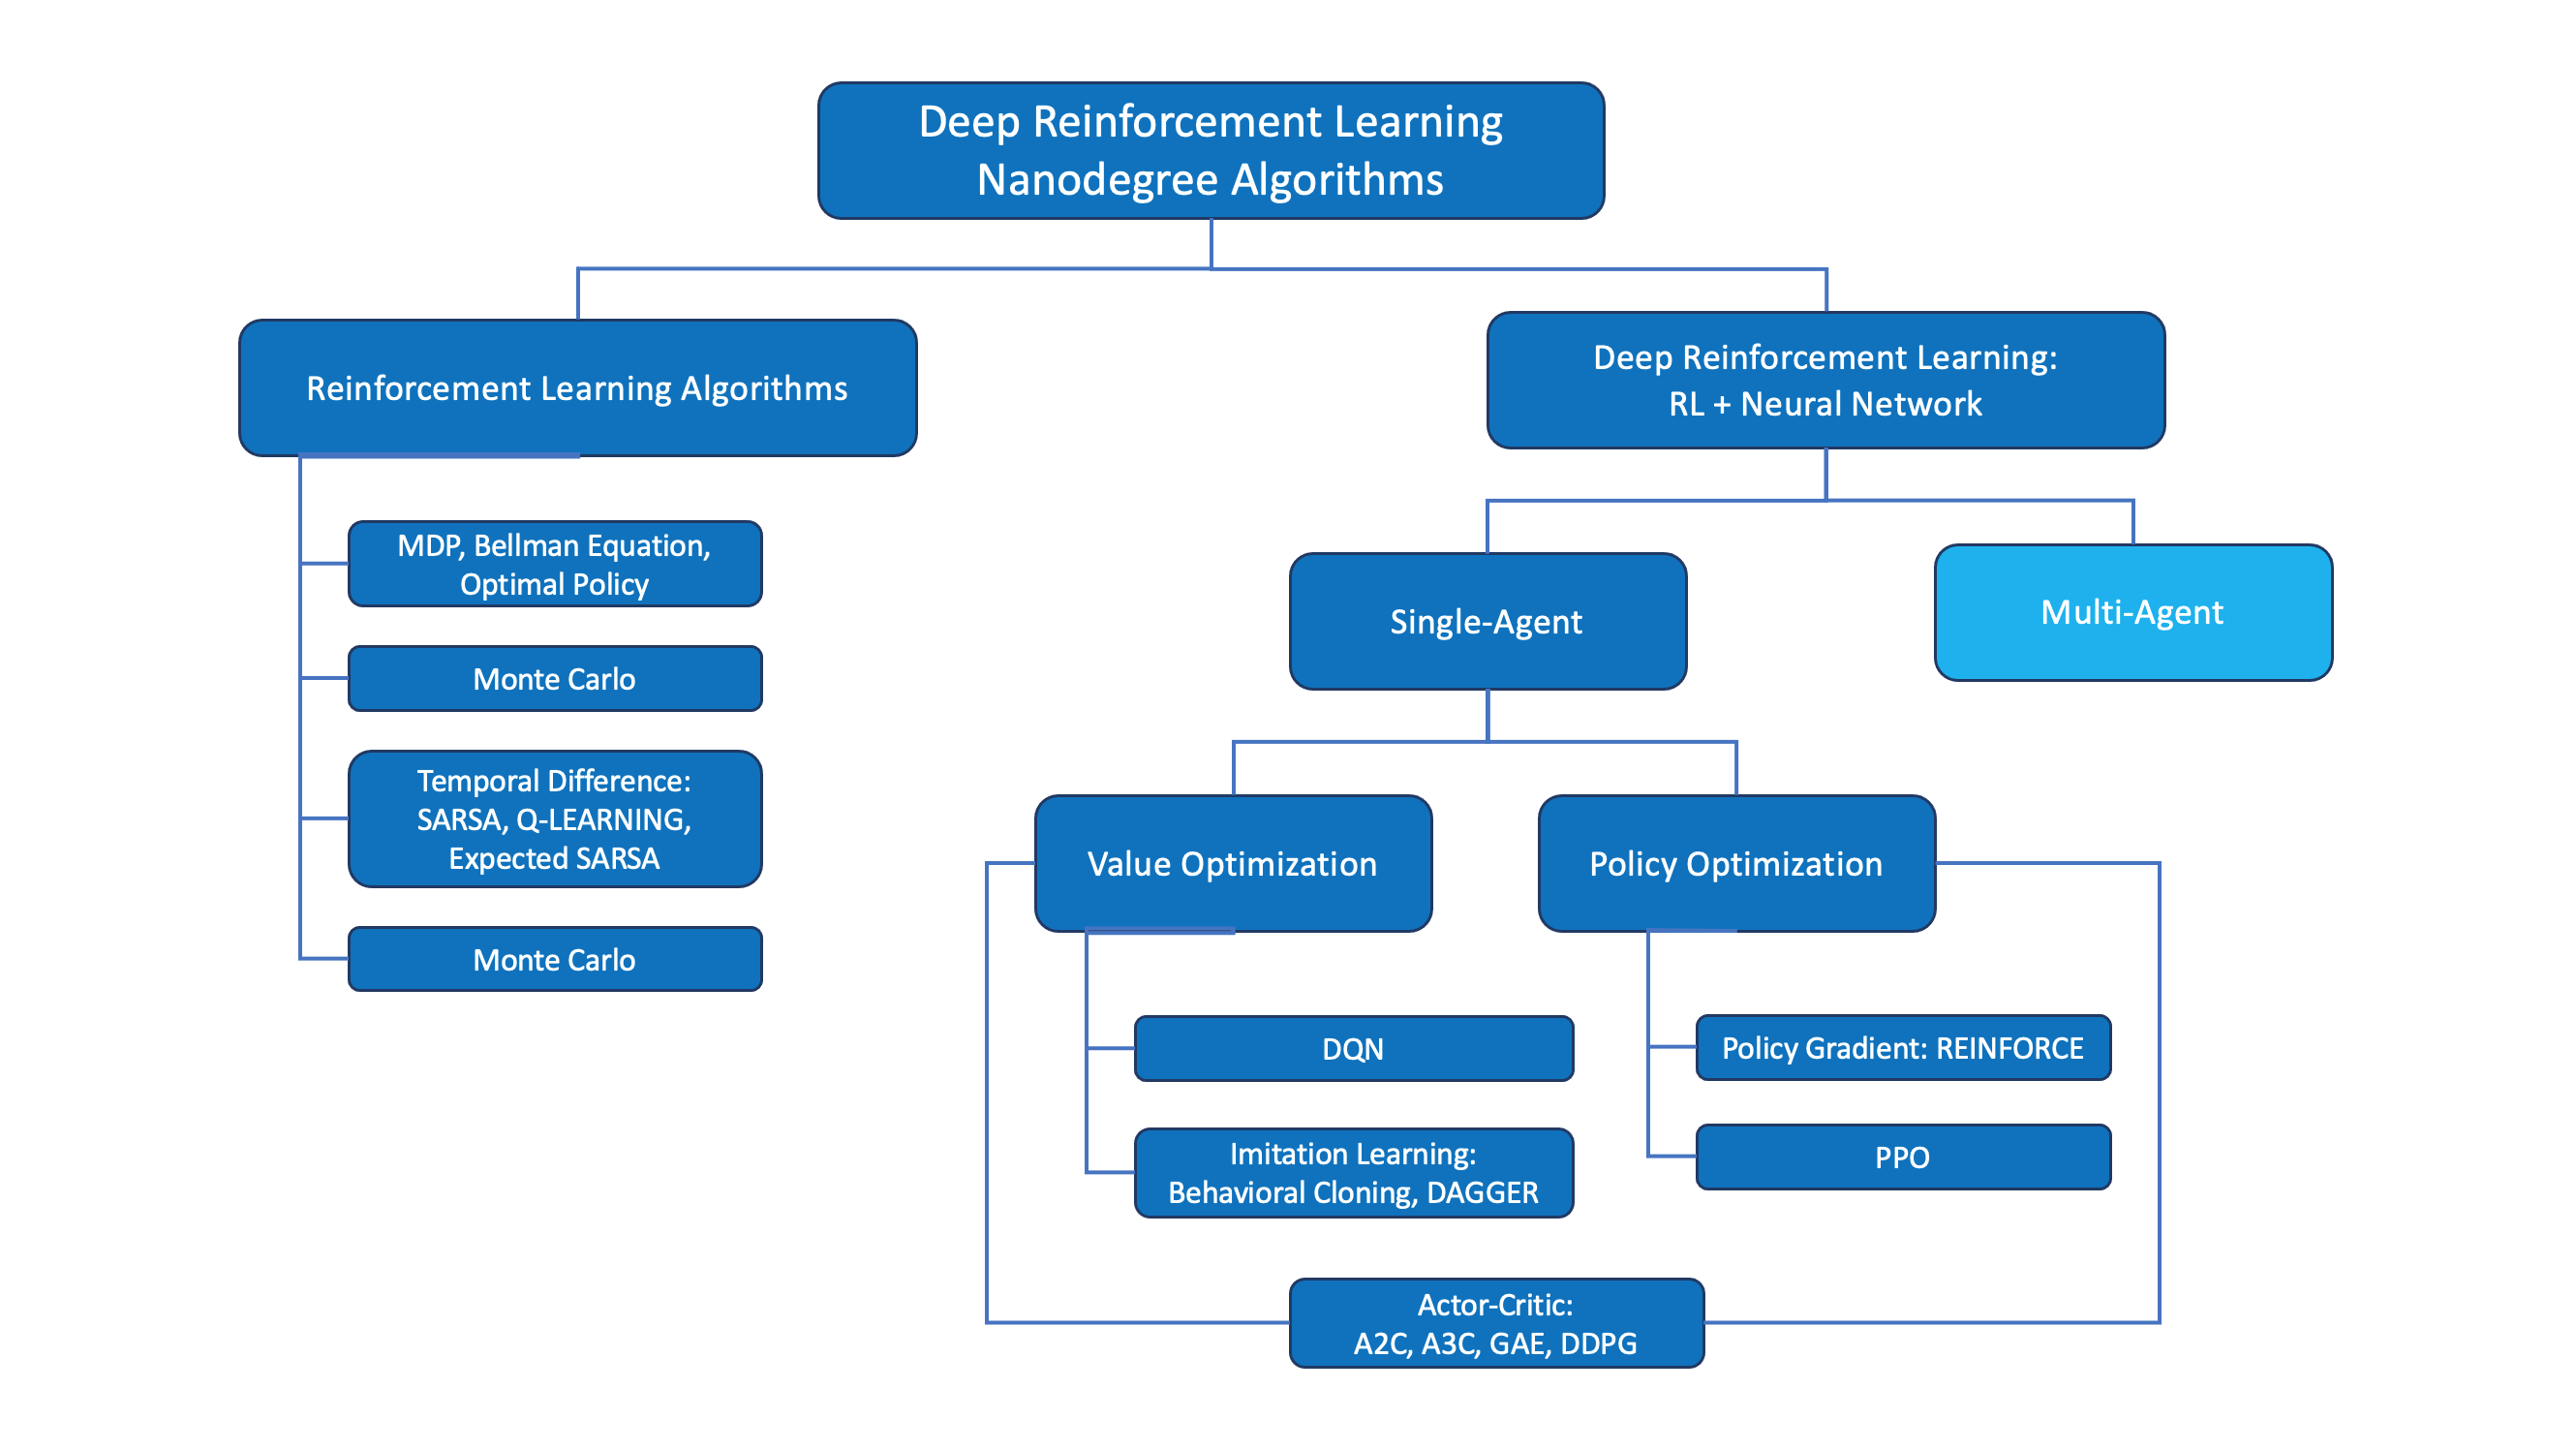 Deep Reinforcement Learning
Nanodegree Algorithms
Reinforcement Learning Algorithms
MDP, Bellman Equation,
Optimal Policy
Monte Carlo
Temporal Difference:
SARSA, Q-LEARNING,
Expected SARSA
Monte Carlo
Deep Reinforcement Learning:
RL + Neural Network
Single-Agent
Multi-Agent
Value Optimization
Policy Optimization
DQN
Imitation Learning:
Behavioral Cloning, DAGGER
Policy Gradient: REINFORCE
PPO
Actor-Critic:
A2C, A3C, GAE, DDPG